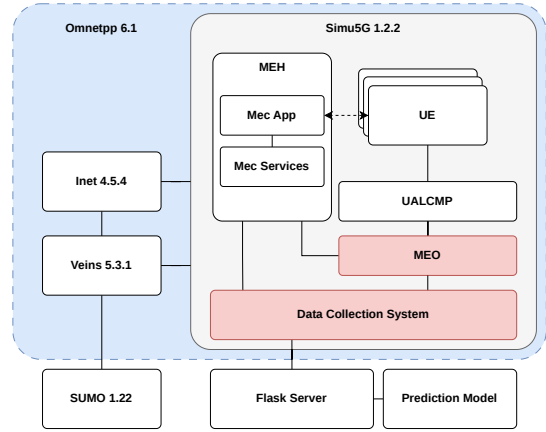 Omnetpp 6.1
Simu5G 1.2.2
MEH
Mec App
UE
Mec Services
Inet 4.5.4
UALCMP
Veins 5.3.1
MEO
Data Collection System
SUMO 1.22
Flask Server
Prediction Model